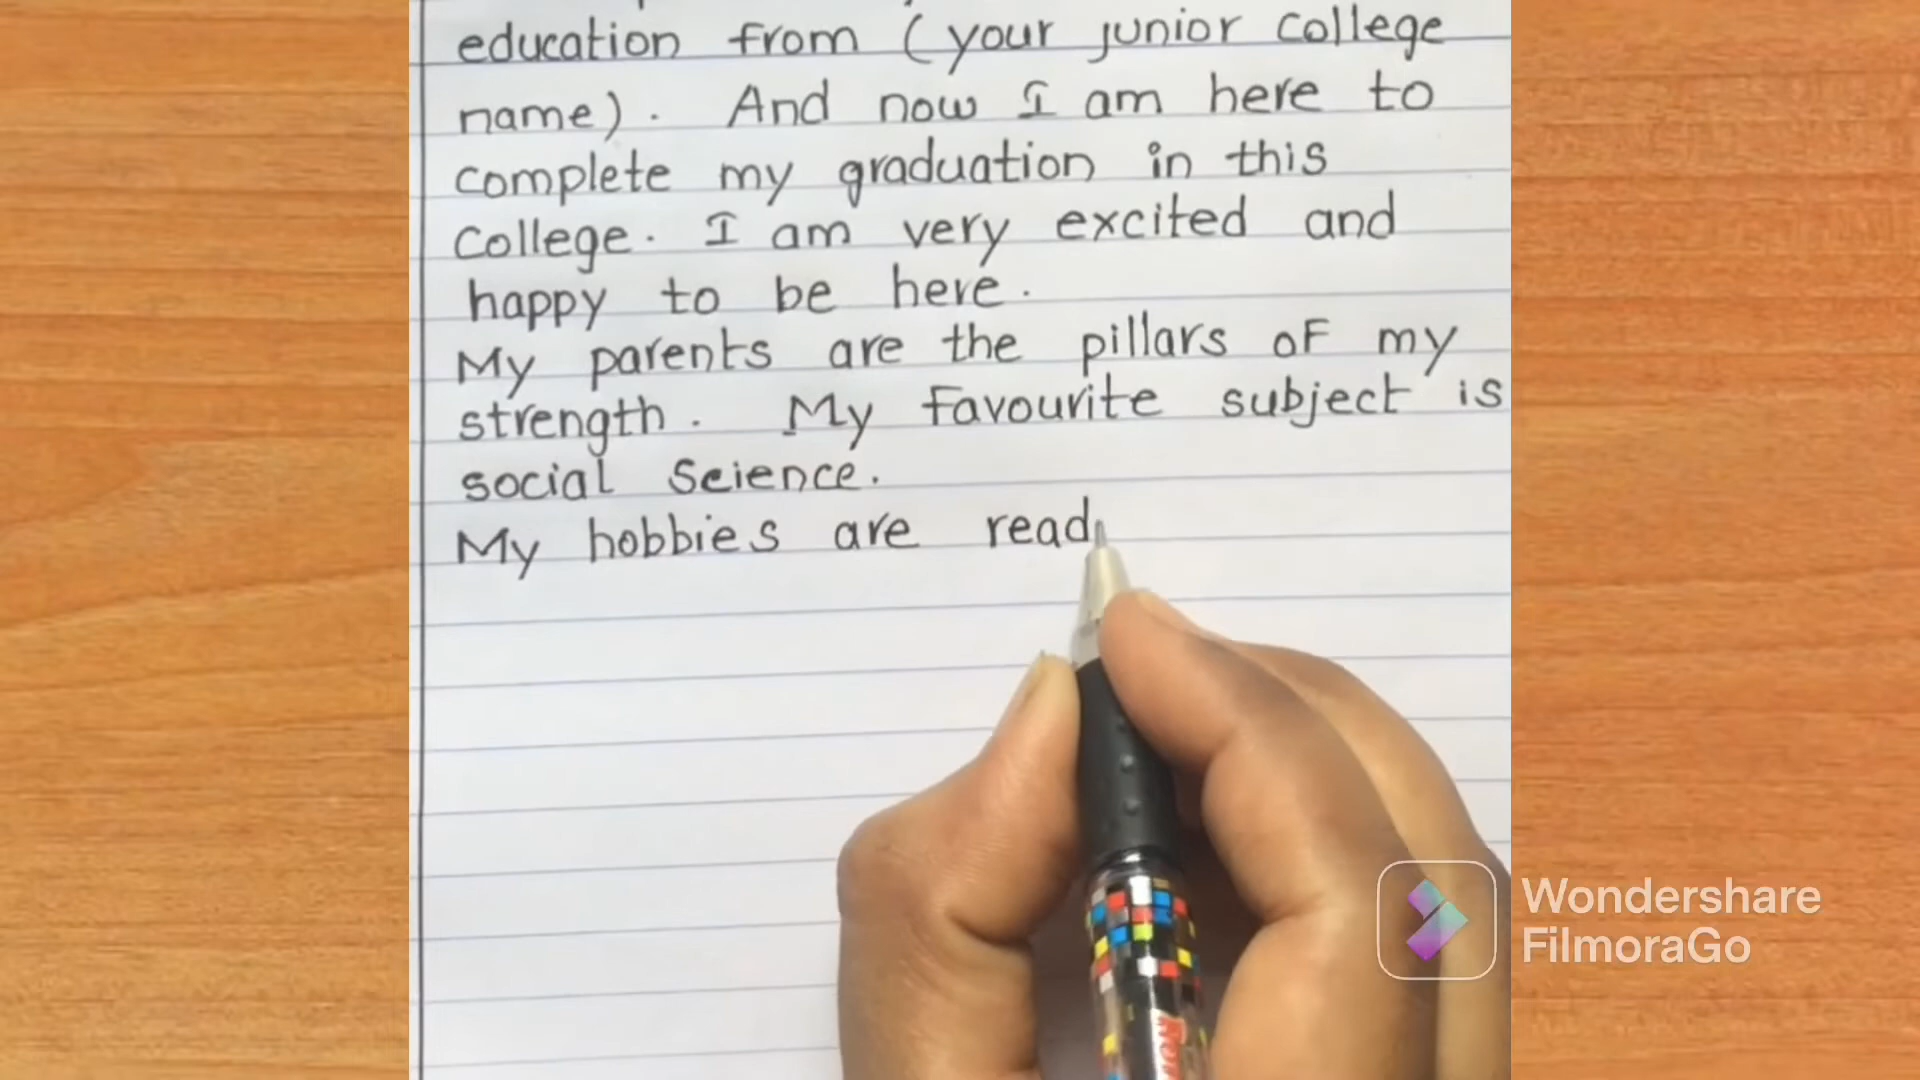 education from (your junior college
name). And now I am here to
complete my graduation in this
college. I am very excited and
happy to be here.
My parents are the pillars of my
strength. My favourite subject is
social Science.
My hobbies are read
Wondershare
FilmoraGo